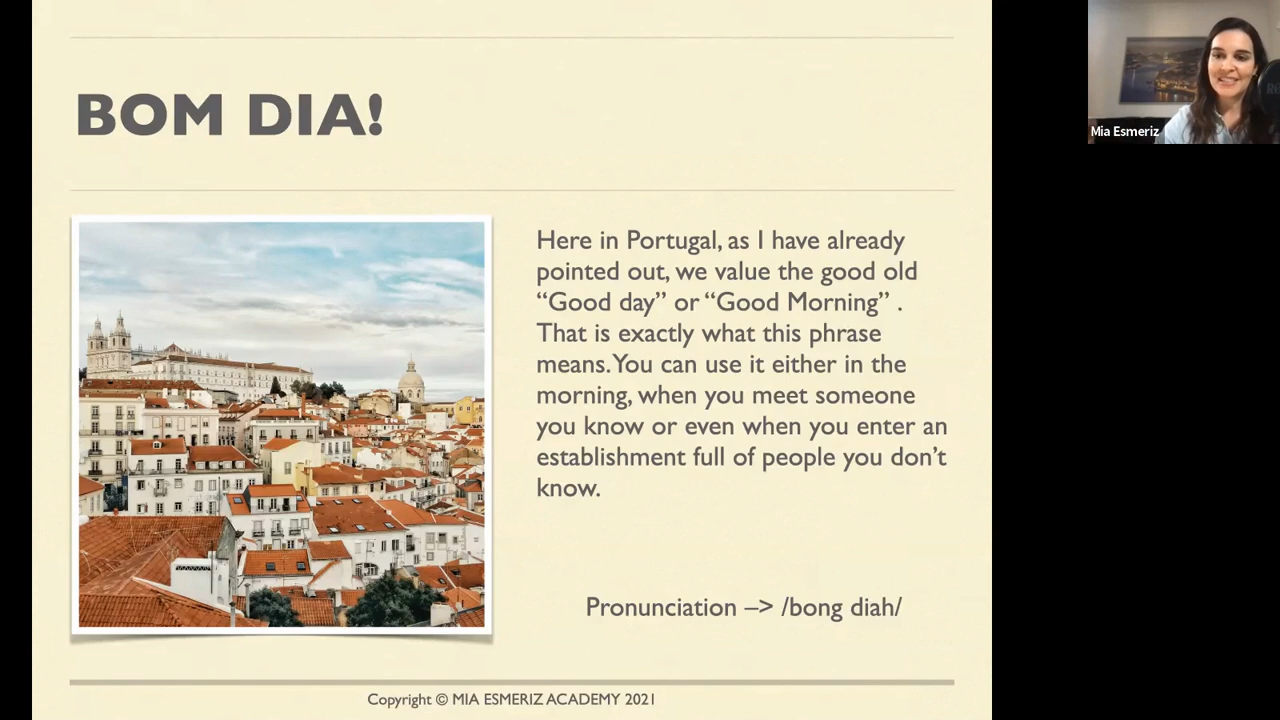 BOM DIA!
Here in Portugal, as I have already
pointed out, we value the good old
“Good day” or “Good Morning” .
That is exactly what this phrase
means. You can use it either in the
morning, when you meet someone
you know or even when you enter an
establishment full of people you don’t
know.
Pronunciation –> /bong diah/
Copyright © MIA ESMERIZ ACADEMY 2021
Mia Esmeriz